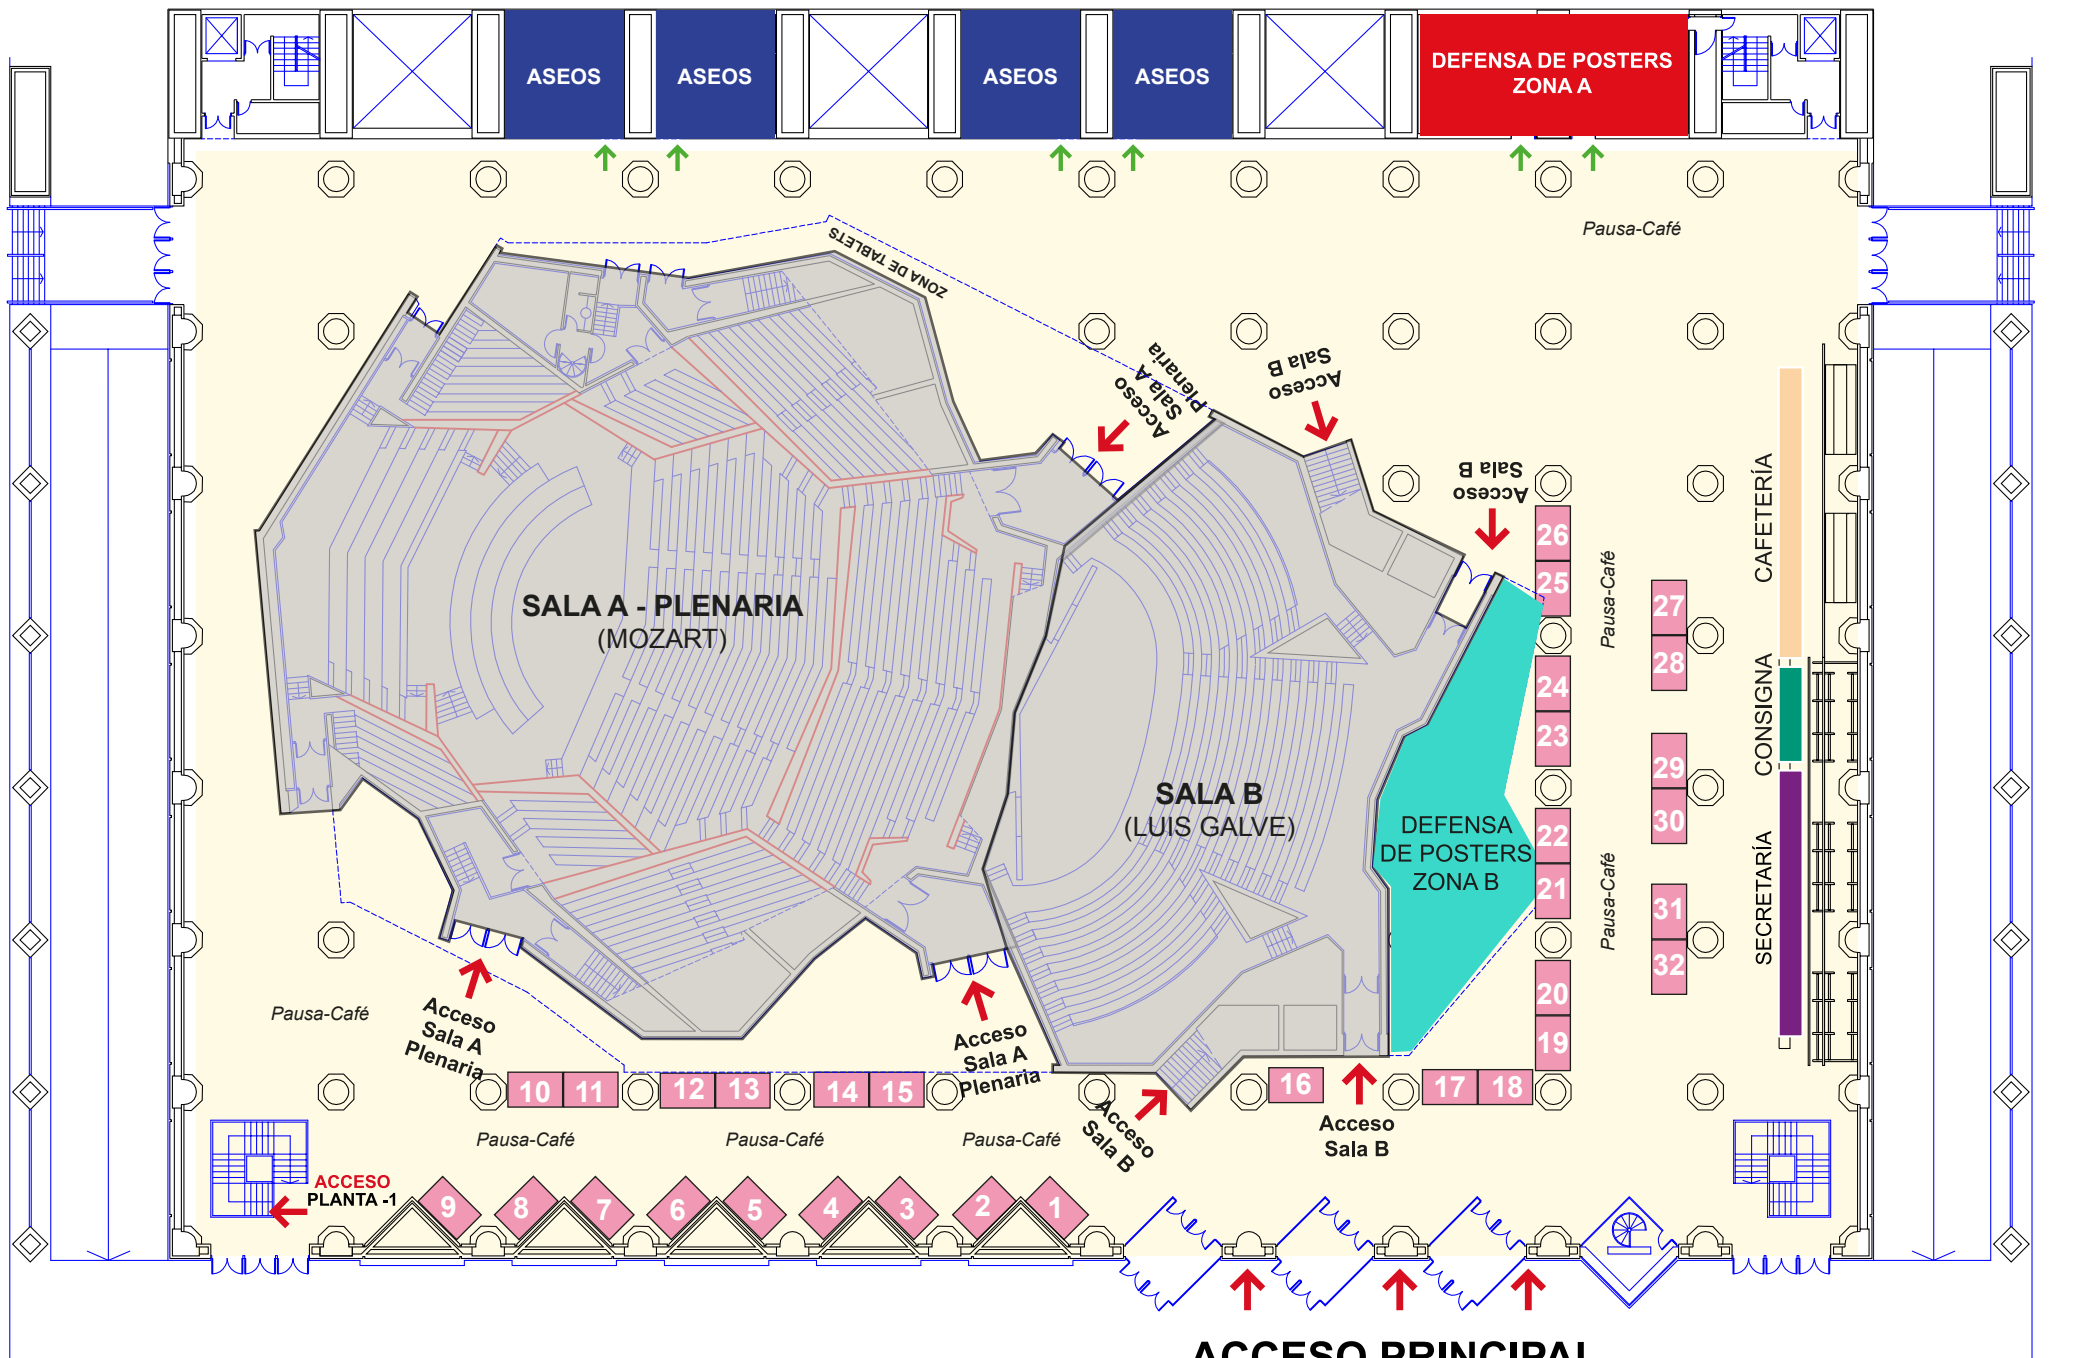 ASEOS
ASEOS
ASEOS
ASEOS
DEFENSA DE POSTERS
ZONA A
Pausa-Café
ZONA DE TABLETS
Acceso
Sala A
Plenaria
Acceso
Sala B
Acceso
Sala B
SALA A - PLENARIA
(MOZART)
SALA B
(LUIS GALVE)
DEFENSA
DE POSTERS
ZONA B
26
25
24
23
22
21
20
19
Pausa-Café
Pausa-Café
27
28
29
30
31
32
CAFETERÍA
CONSIGNA
SECRETARÍA
Pausa-Café
Acceso
Sala A
Plenaria
Acceso
Sala A
Plenaria
Acceso
Sala B
Acceso
Sala B
10
11
12
13
14
15
16
17
18
Pausa-Café
Pausa-Café
Pausa-Café
ACCESO
PLANTA -1
9
8
7
6
5
4
3
2
1
ACCESO PRINCIPAL